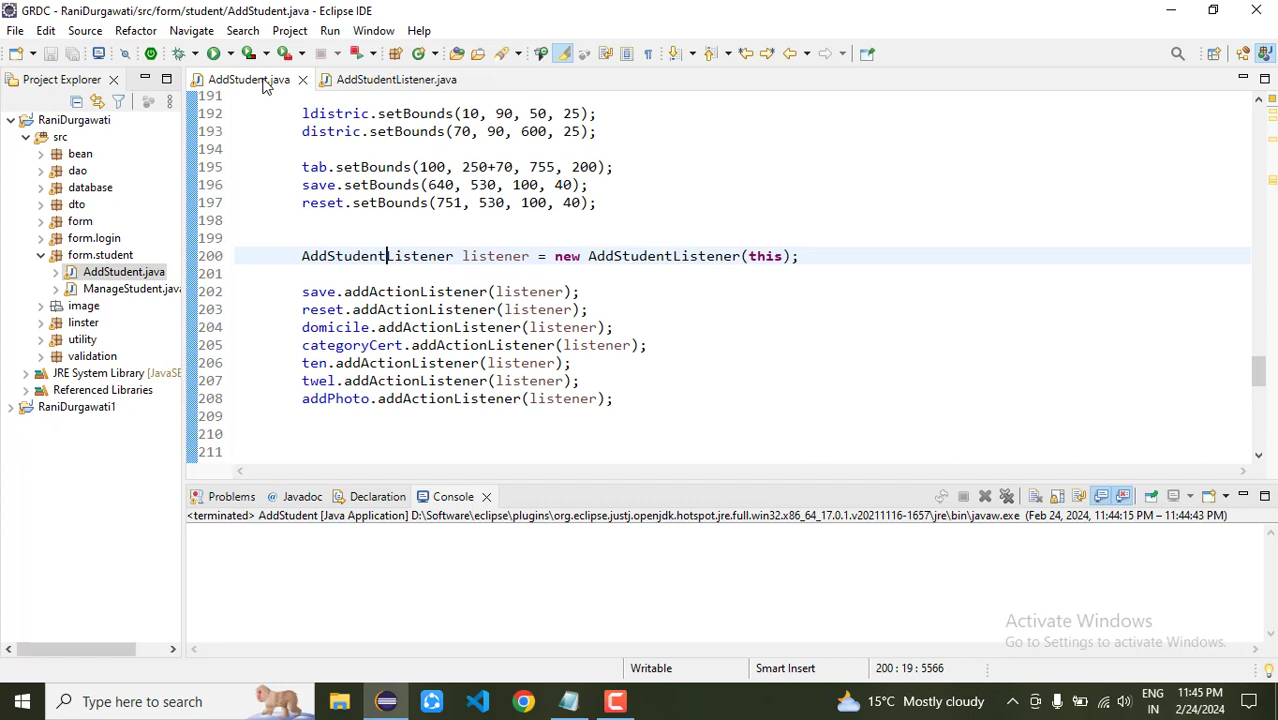 GRDC - RaniDurgawati/src/form/student/AddStudent.java - Eclipse IDE
File Edit Source Refactor Navigate Search Project Run Window Help
Project Explorer
AddStudent.java
AddStudentListener.java
RaniDurgawati
src
bean
dao
database
dto
form
form.login
form.student
AddStudent.java
ManageStudent.java
image
linster
utility
validation
JRE System Library [JavaSE
Referenced Libraries
RaniDurgawati1
191
192 ldistric.setBounds(10, 90, 50, 25);
193 distric.setBounds(70, 90, 600, 25);
194
195 tab.setBounds(100, 250+70, 755, 200);
196 save.setBounds(640, 530, 100, 40);
197 reset.setBounds(751, 530, 100, 40);
198
199
200 AddStudentListener listener = new AddStudentListener(this);
201
202 save.addActionListener(listener);
203 reset.addActionListener(listener);
204 domicile.addActionListener(listener);
205 categoryCert.addActionListener(listener);
206 ten.addActionListener(listener);
207 twel.addActionListener(listener);
208 addPhoto.addActionListener(listener);
209
210
211
Problems @ Javadoc Declaration Console
<terminated> AddStudent [Java Application] D:\Software\eclipse\plugins\org.eclipse.justj.openjdk.hotspot.jre.full.win32.x86_64_17.0.1.v20211116-1657\jre\bin\javaw.exe (Feb 24, 2024, 11:44:15 PM – 11:44:43 PM)
Activate Windows
Go to Settings to activate Windows.
Writable Smart Insert 200 : 19 : 5566
Type here to search
15°C Mostly cloudy
ENG
IN
11:45 PM
2/24/2024